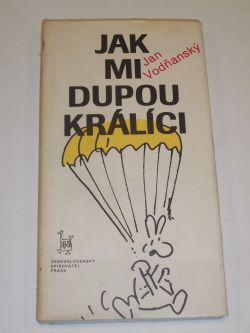 JAK
MI
DUPOU
KRÁLÍCI
Jan
Vodňanský
ČESKOSLOVENSKÝ
SPISOVATEL
PRAHA